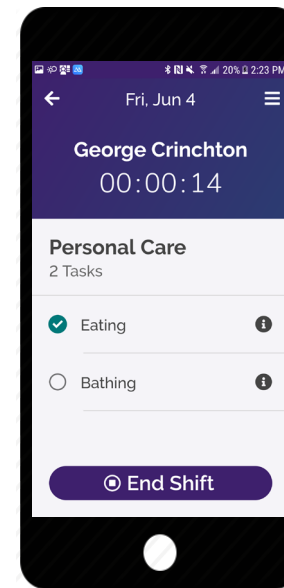 20% 2:23 PM
Fri, Jun 4
George Crinchton
00:00:14
Personal Care
2 Tasks
Eating
Bathing
End Shift